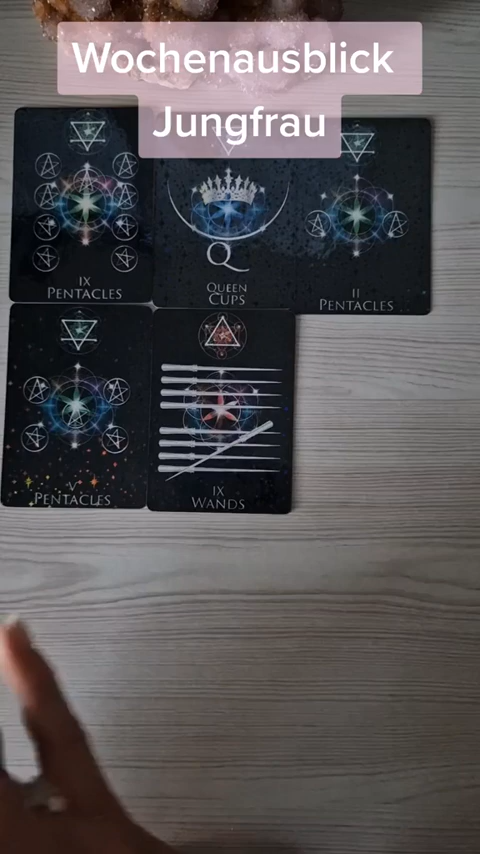 Wochenausblick
Jungfrau
IX
PENTACLES
Q
QUEEN
CUPS
II
PENTACLES
V
PENTACLES
IX
WANDS